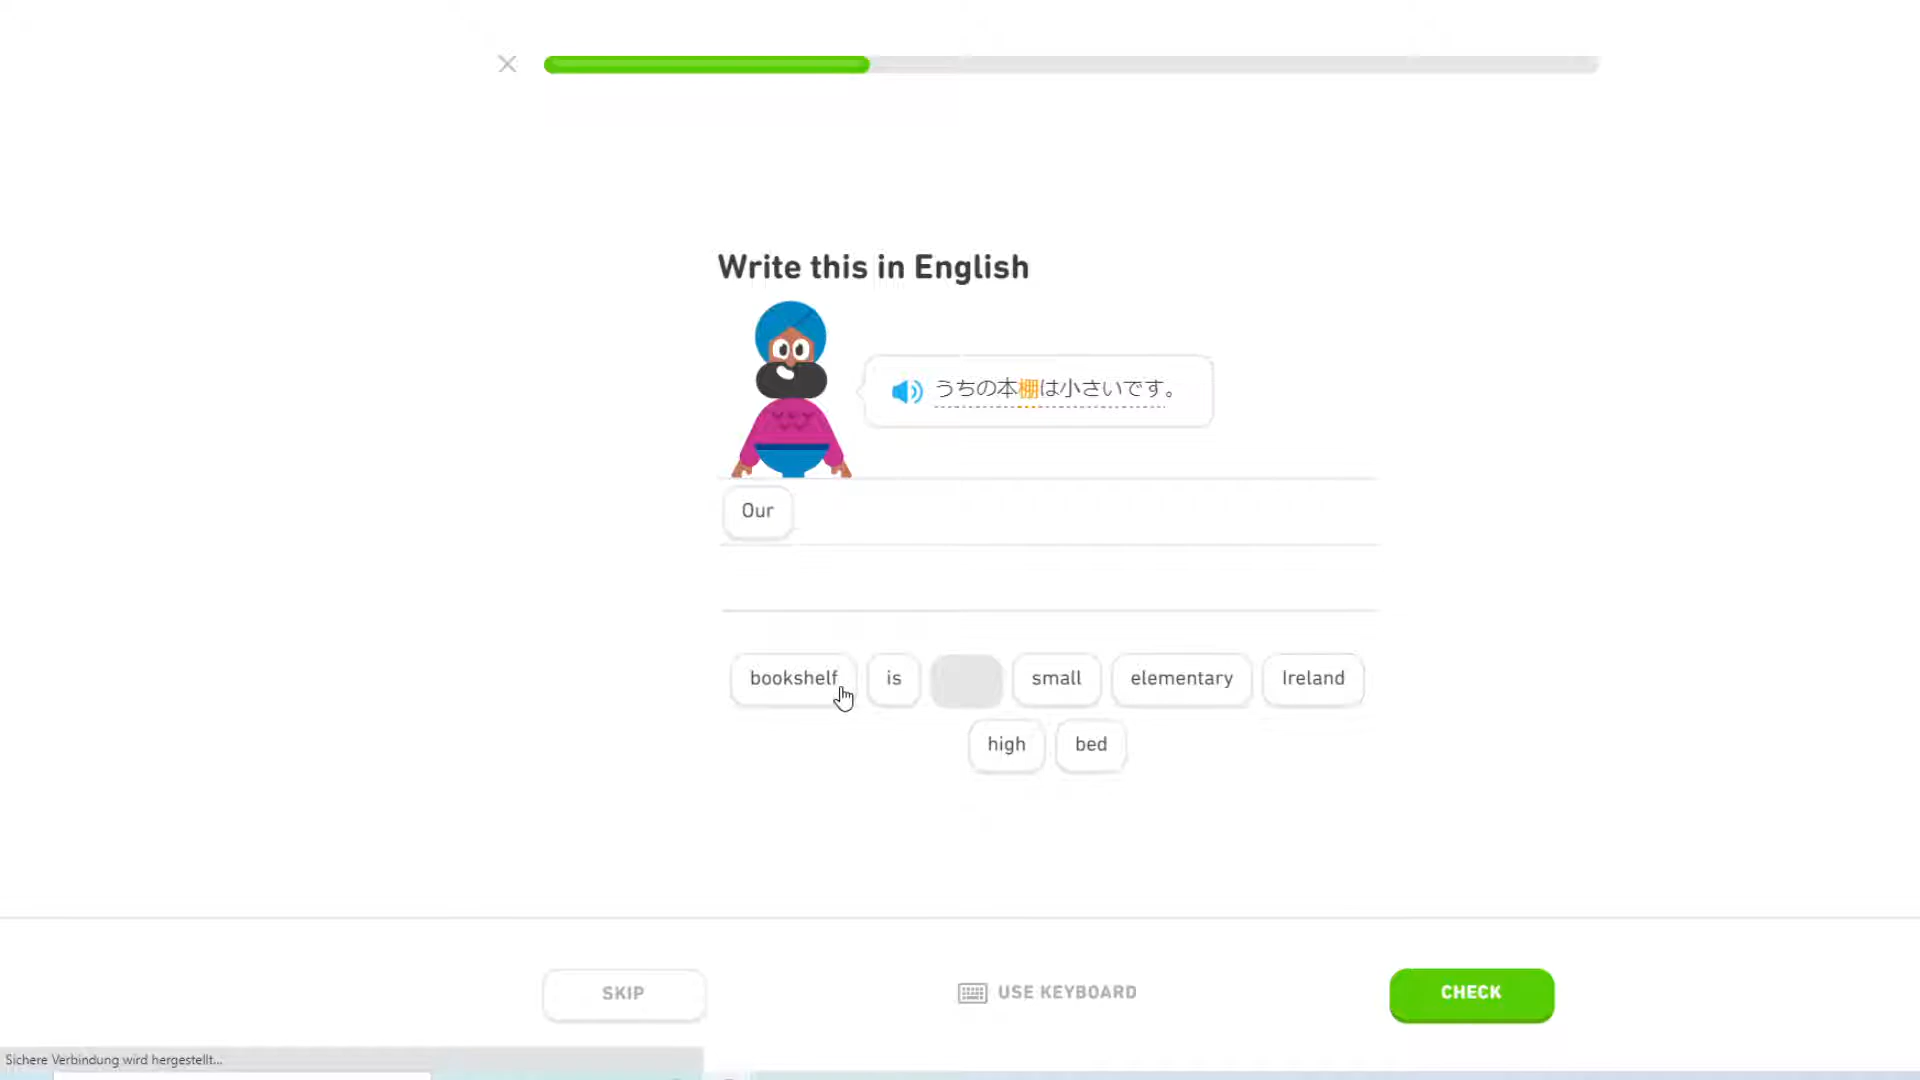 Write this in English
うちの本棚は小さいです。
Our
bookshelf is small elementary Ireland
high bed
SKIP USE KEYBOARD CHECK
Sichere Verbindung wird hergestellt...